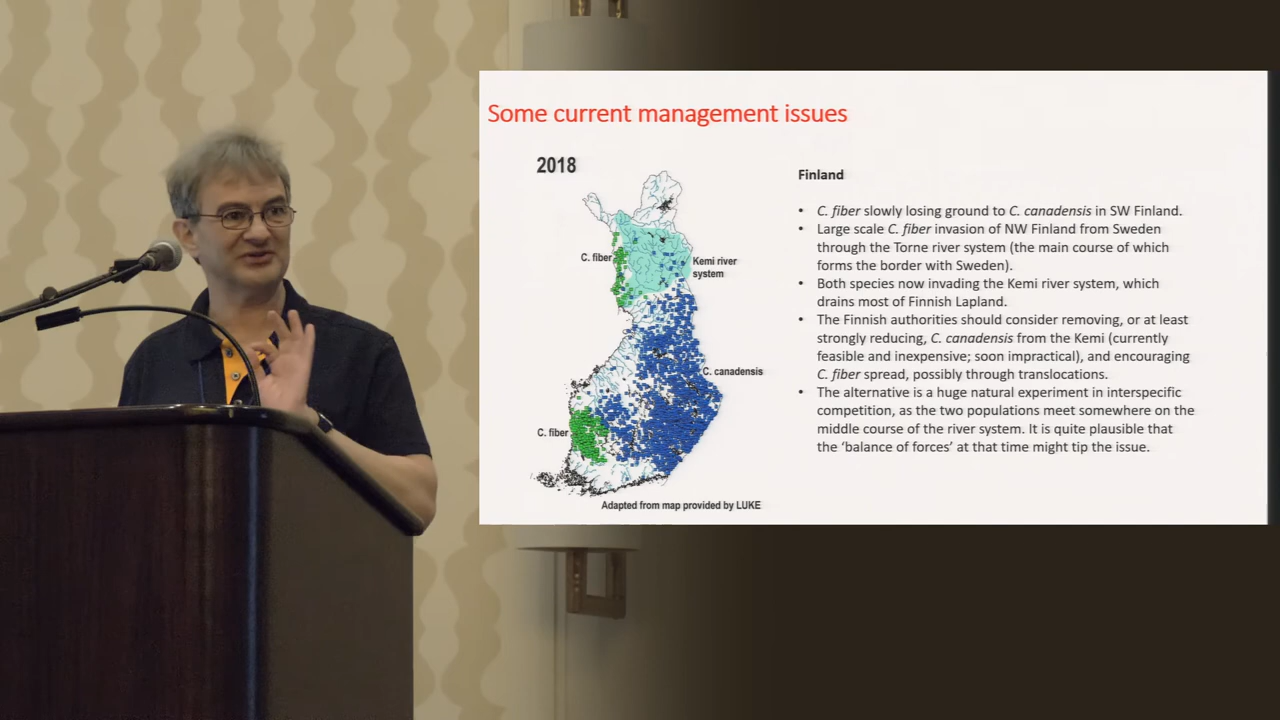 Some current management issues
2018
C. fiber
Kemi river
system
C. canadensis
C. fiber
Adapted from map provided by LUKE
Finland
• C. fiber slowly losing ground to C. canadensis in SW Finland.
• Large scale C. fiber invasion of NW Finland from Sweden
through the Torne river system (the main course of which
forms the border with Sweden).
• Both species now invading the Kemi river system, which
drains most of Finnish Lapland.
• The Finnish authorities should consider removing, or at least
strongly reducing, C. canadensis from the Kemi (currently
feasible and inexpensive; soon impractical), and encouraging
C. fiber spread, possibly through translocations.
• The alternative is a huge natural experiment in interspecific
competition, as the two populations meet somewhere on the
middle course of the river system. It is quite plausible that
the ‘balance of forces’ at that time might tip the issue.